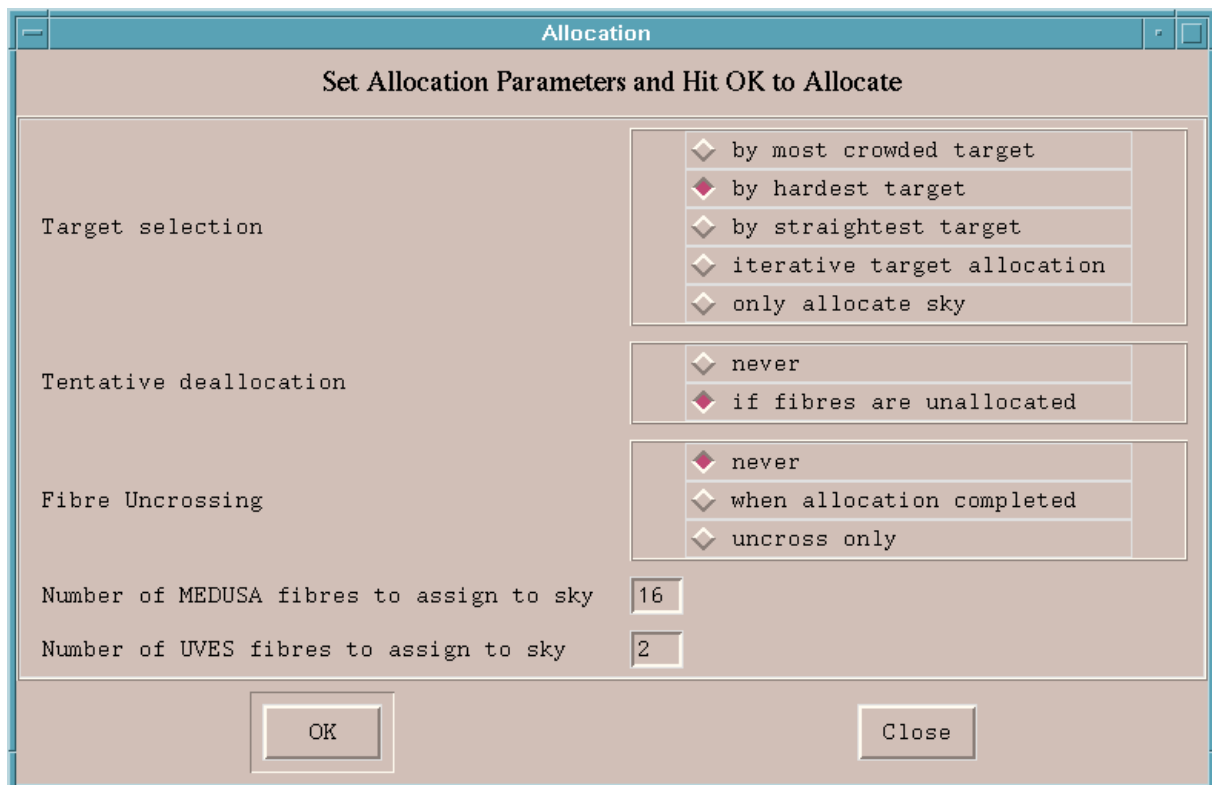 Allocation
Set Allocation Parameters and Hit OK to Allocate
Target selection
by most crowded target
by hardest target
by straightest target
iterative target allocation
only allocate sky
Tentative deallocation
never
if fibres are unallocated
Fibre Uncrossing
never
when allocation completed
uncross only
Number of MEDUSA fibres to assign to sky 16
Number of UVES fibres to assign to sky 2
OK Close